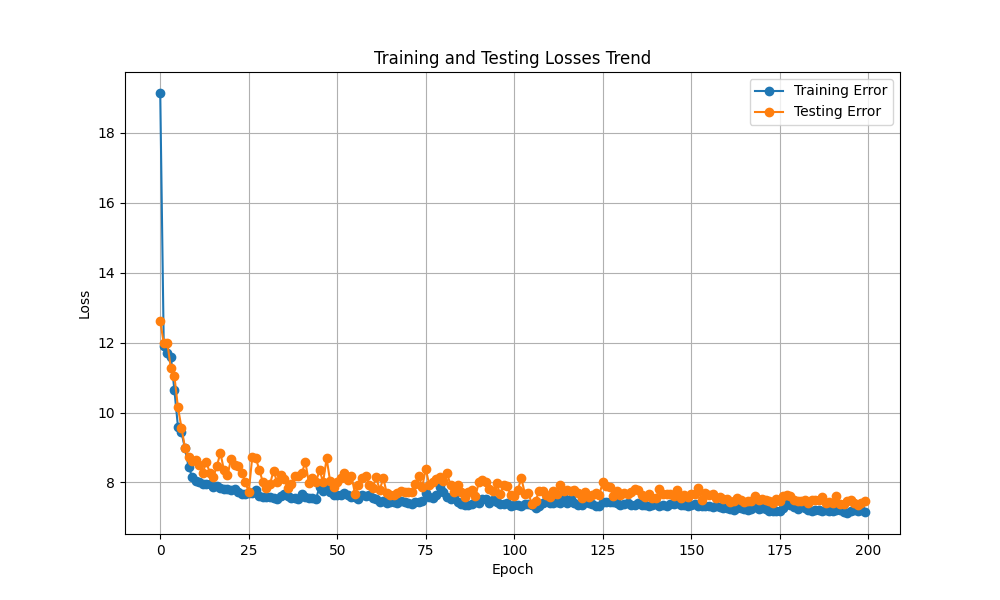 Training and Testing Losses Trend
Training Error
Testing Error
18
16
14
12
10
8
Loss
0 25 50 75 100 125 150 175 200
Epoch